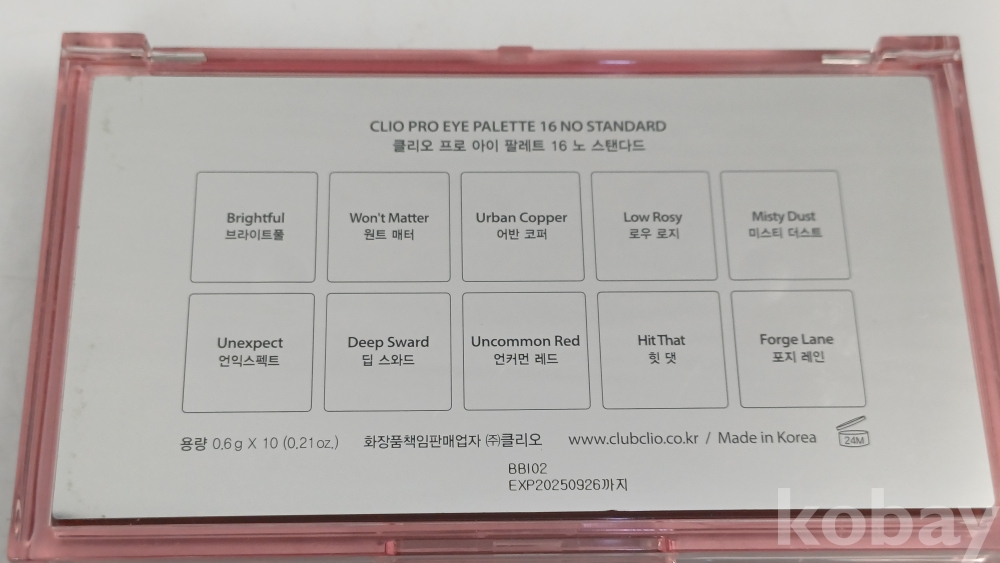 CLIO PRO EYE PALETTE 16 NO STANDARD
클리오 프로 아이 팔레트 16 노 스탠다드
Brightful
브라이트풀
Won't Matter
원트 매터
Urban Copper
어반 코퍼
Low Rosy
로우 로지
Misty Dust
미스티 더스트
Unexpect
언익스펙트
Deep Sward
딥 스와드
Uncommon Red
언커먼 레드
Hit That
힛 댓
Forge Lane
포지 레인
용량 0.6g X 10 (0.21oz.) 화장품책임판매업자 ㈜클리오 www.clubclio.co.kr / Made in Korea 24M
BBI02
EXP20250926까지
kobay